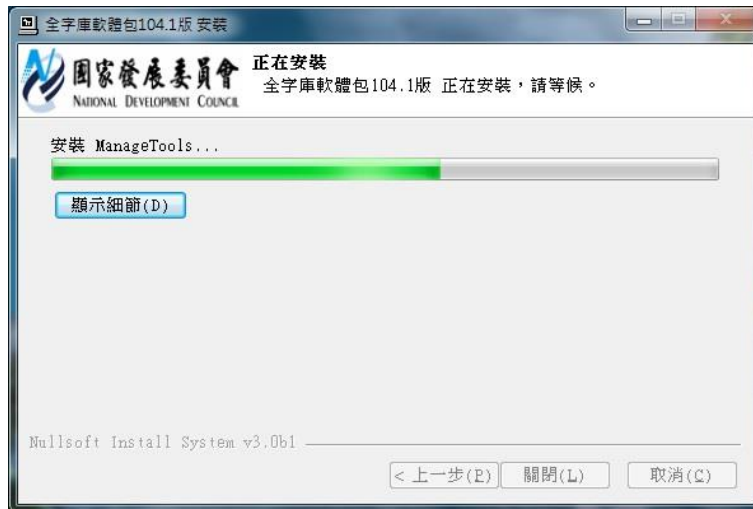 全字庫軟體包104.1版 安裝
國家發展委員會
NATIONAL DEVELOPMENT COUNCIL
正在安裝
全字庫軟體包104.1版 正在安裝，請等候。
安裝 ManageTools...
顯示細節(D)
Nullsoft Install System v3.0b1
< 上一步(P)
關閉(L)
取消(C)